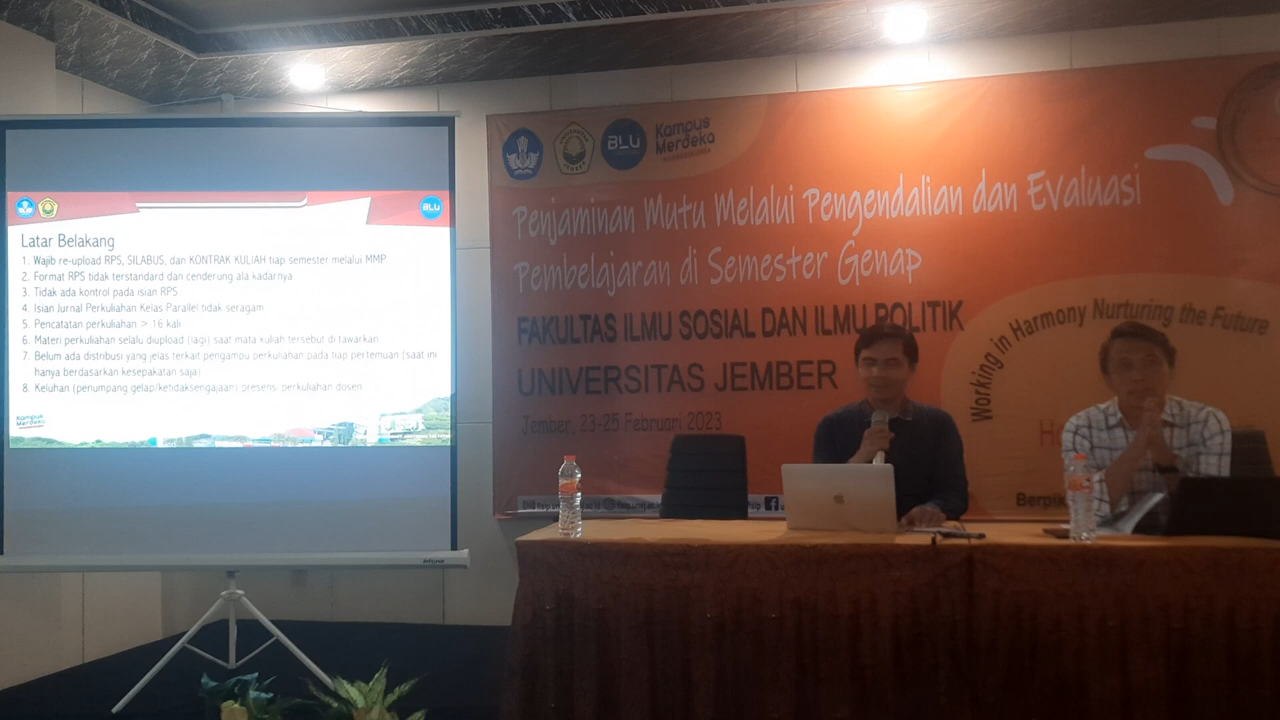 BLU
Latar Belakang
1. Wajib re-upload RPS, SILABUS, dan KONTRAK KULIAH tiap semester melalui MMP
2. Format RPS tidak terstandard dan cenderung ala kadarnya
3. Tidak ada kontrol pada isian RPS
4. Isian Jurnal Perkuliahan Kelas Parallel tidak seragam
5. Pencatatan perkuliahan > 16 kali
6. Materi perkuliahan selalu diupload (lagi) saat mata kuliah tersebut di tawarkan
7. Belum ada distribusi yang jelas terkait pengampu perkuliahan pada tiap pertemuan (saat ini
hanya berdasarkan kesepakatan saja)
8. Keluhan (penumpang gelap/ketidaksengajaan) presensi perkuliahan dosen
Kampus
Merdeka
BLU
Kampus
Merdeka
Penjaminan Mutu Melalui Pengendalian dan Evaluasi
Pembelajaran di Semester Genap
FAKULTAS ILMU SOSIAL DAN ILMU POLITIK
UNIVERSITAS JEMBER
Jember, 23-25 Februari 2023
Working in Harmony Nurturing the Future